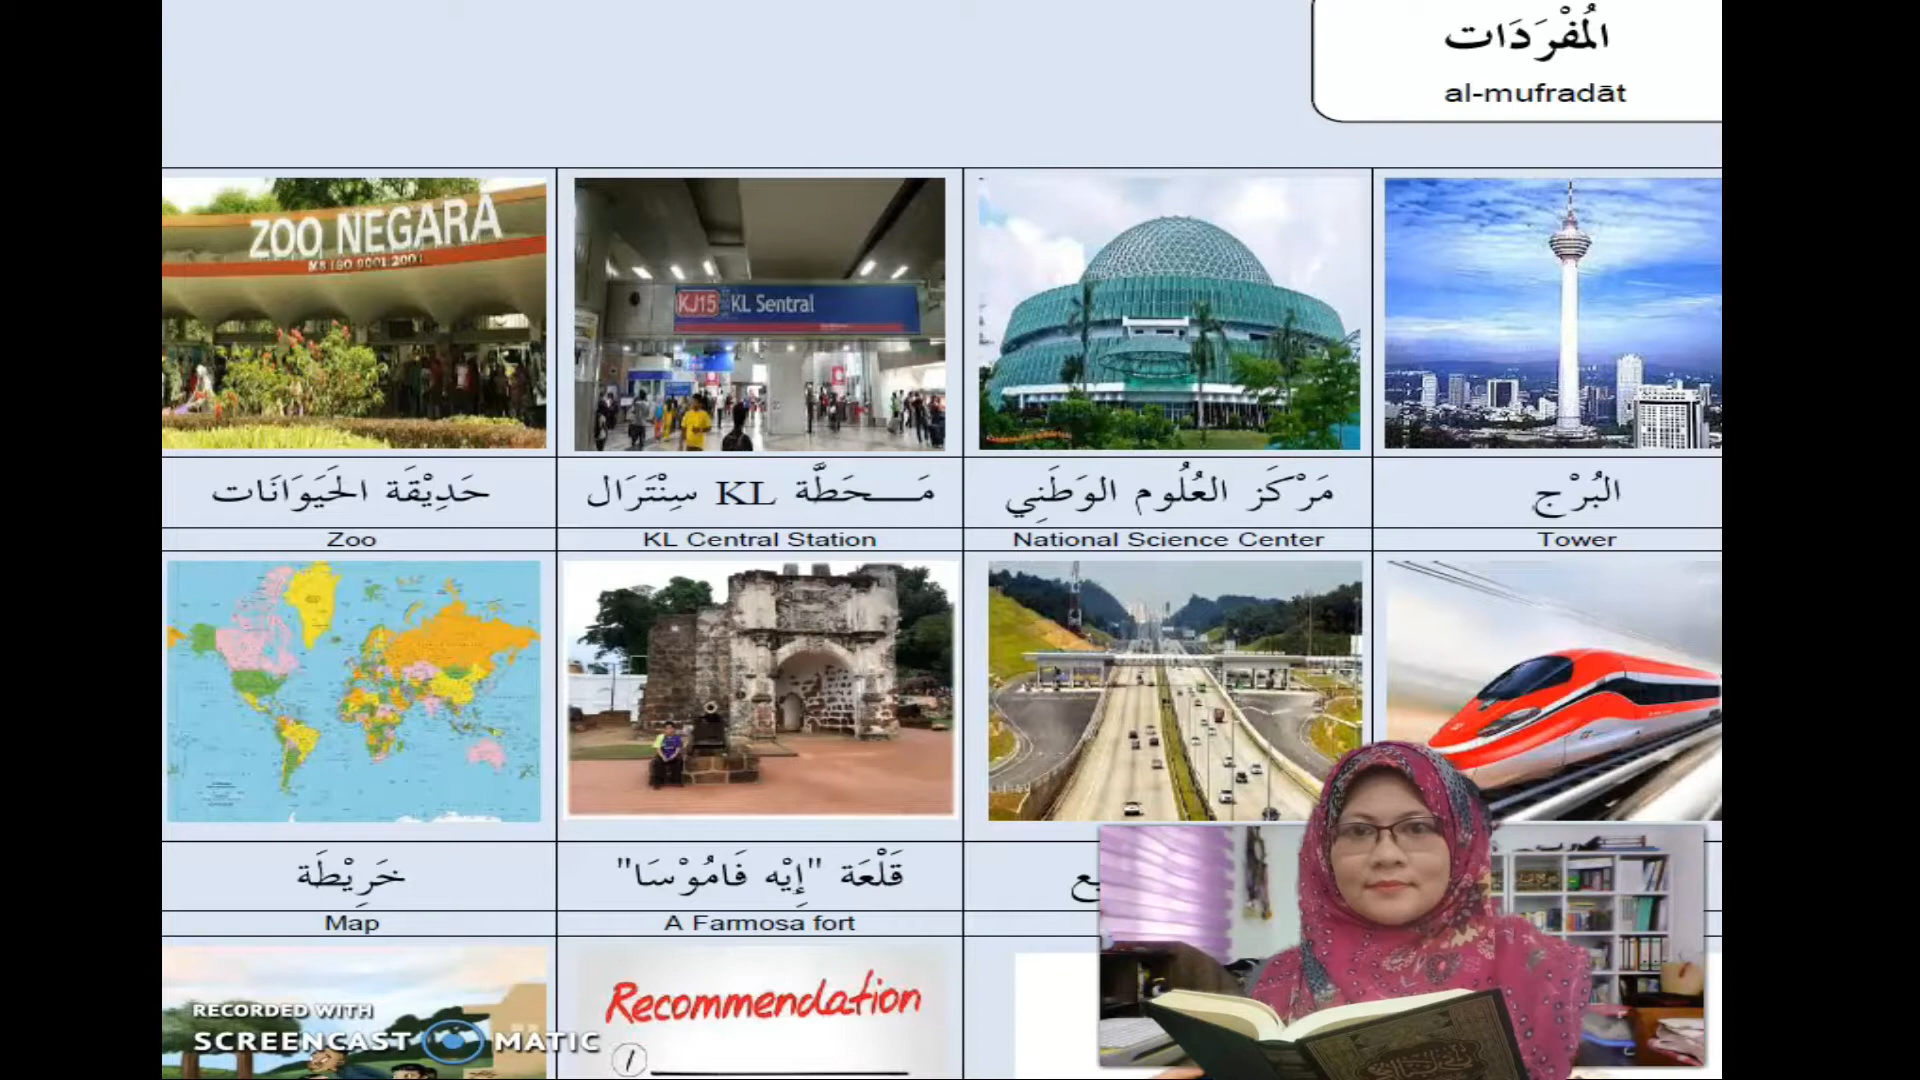 المُفْرَدَات
al-mufradāt
ZOO NEGARA
MS ISO 9001:2001
KJ15 KL Sentral
حَدِيْقَة الحَيَوَانَات
مَـــحَطَّة KL سِنْتَرَال
مَرْكَز العُلُوم الوَطَنِي
البُرْج
Zoo
KL Central Station
National Science Center
Tower
خَرِيْطَة
قَلْعَة "إِيْه فَامُوْسَا"
Map
A Farmosa fort
Recommendation
1
RECORDED WITH
SCREENCAST MATIC